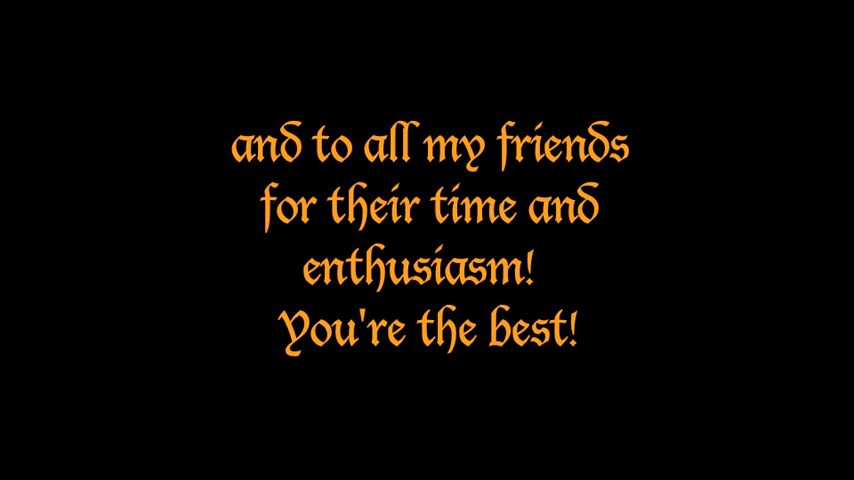 and to all my friends
for their time and
enthusiasm!
You're the best!